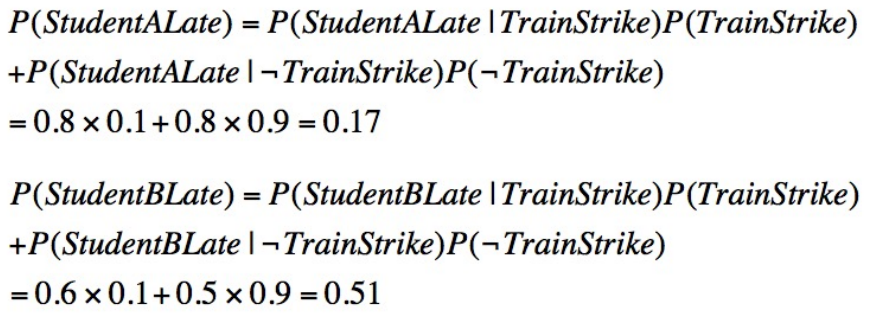 P(StudentALate) = P(StudentALate | TrainStrike)P(TrainStrike)
+P(StudentALate | ¬TrainStrike)P(¬TrainStrike)
= 0.8 × 0.1 + 0.8 × 0.9 = 0.17
P(StudentBLate) = P(StudentBLate | TrainStrike)P(TrainStrike)
+P(StudentBLate | ¬TrainStrike)P(¬TrainStrike)
= 0.6 × 0.1 + 0.5 × 0.9 = 0.51